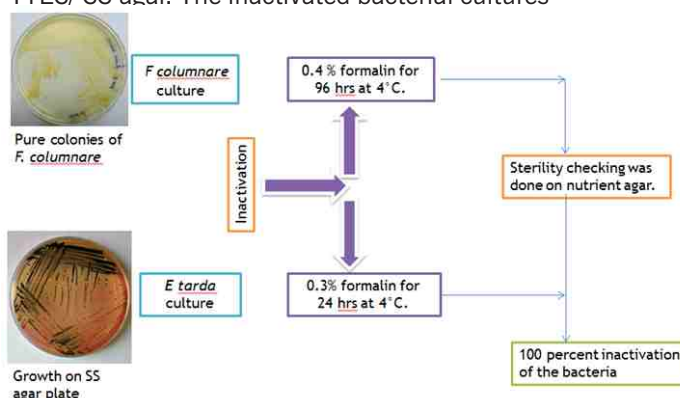 TYES/ SS agar. The inactivated bacterial cultures
F columnare
culture
0.4 % formalin for
96 hrs at 4˚C.
Pure colonies of
F. columnare
Inactivation
Sterility checking was
done on nutrient agar.
E tarda
culture
0.3% formalin for
24 hrs at 4˚C.
100 percent inactivation
of the bacteria
Growth on SS
agar plate